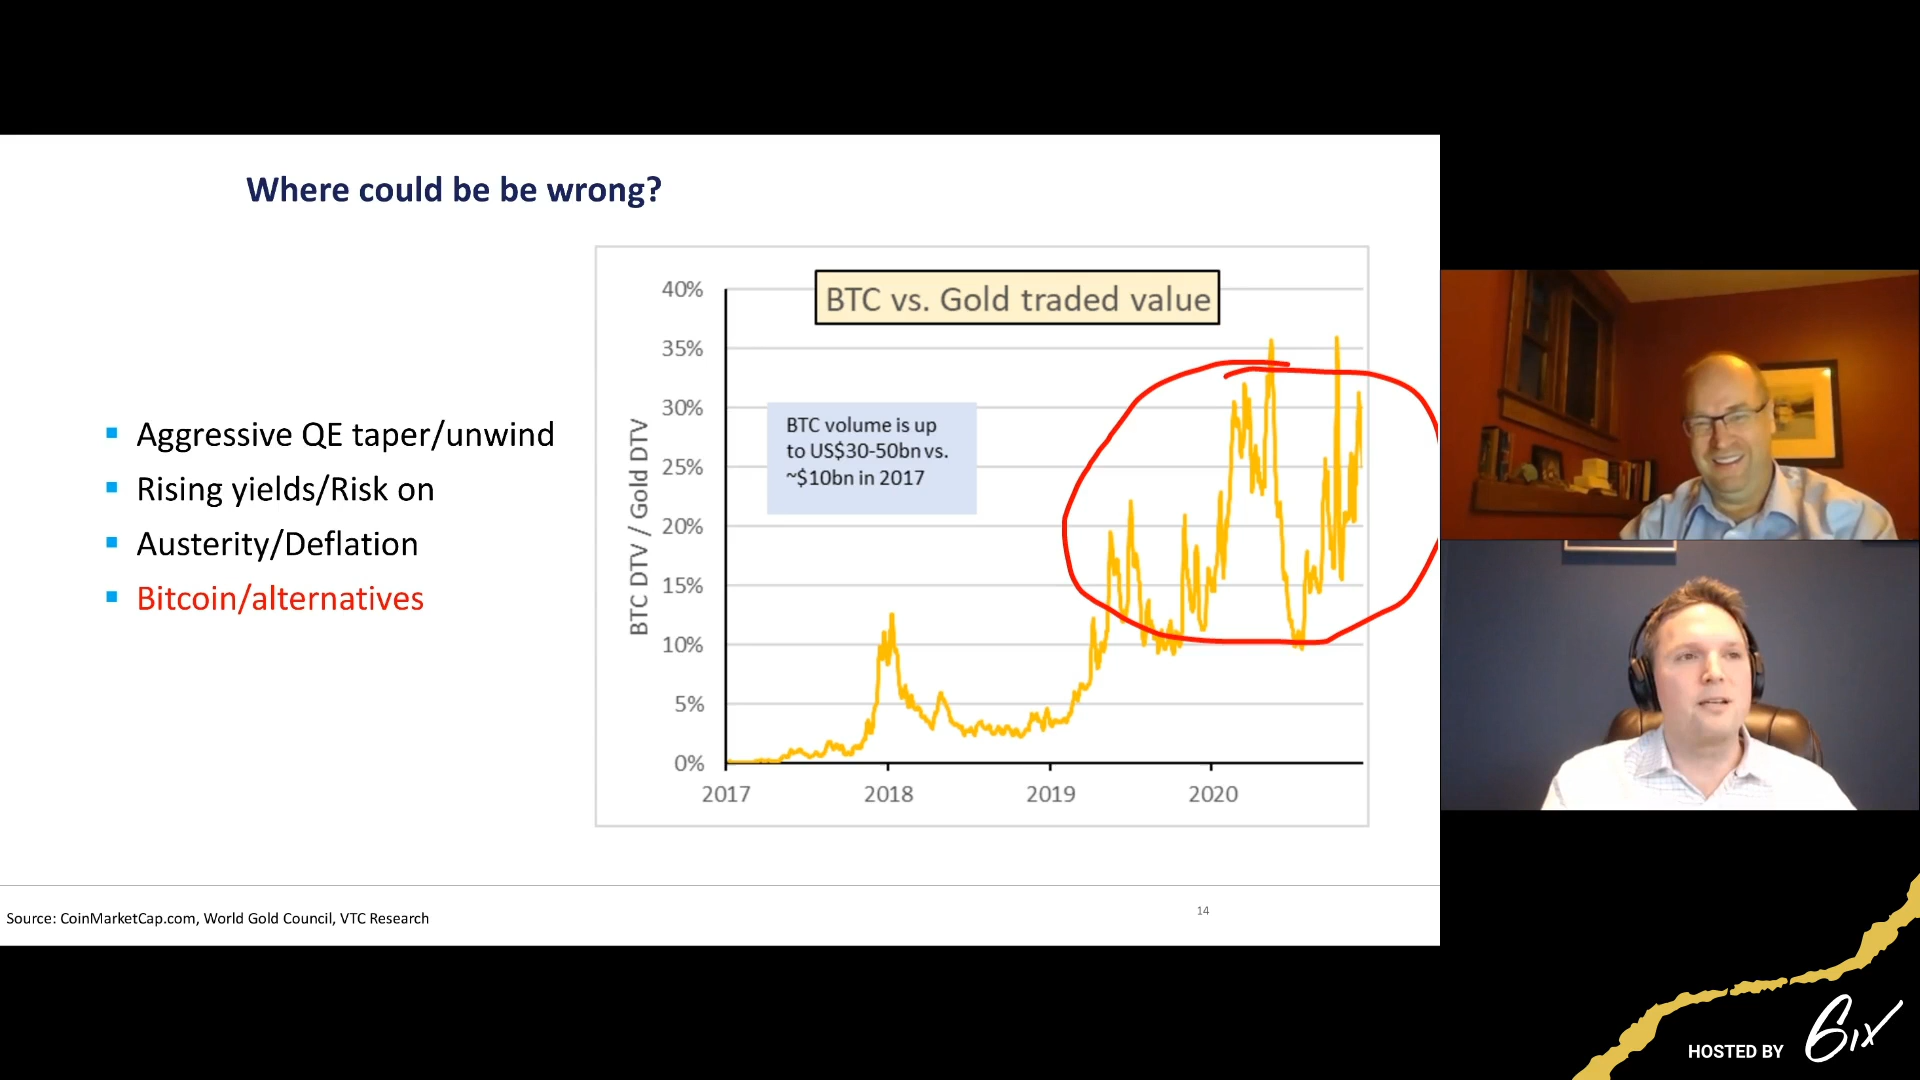 Where could be be wrong?
Aggressive QE taper/unwind
Rising yields/Risk on
Austerity/Deflation
Bitcoin/alternatives
BTC vs. Gold traded value
BTC DTV / Gold DTV
40%
35%
30%
25%
20%
15%
10%
5%
0%
BTC volume is up
to US$30-50bn vs.
~$10bn in 2017
2017 2018 2019 2020
Source: CoinMarketCap.com, World Gold Council, VTC Research
14
HOSTED BY 6ix